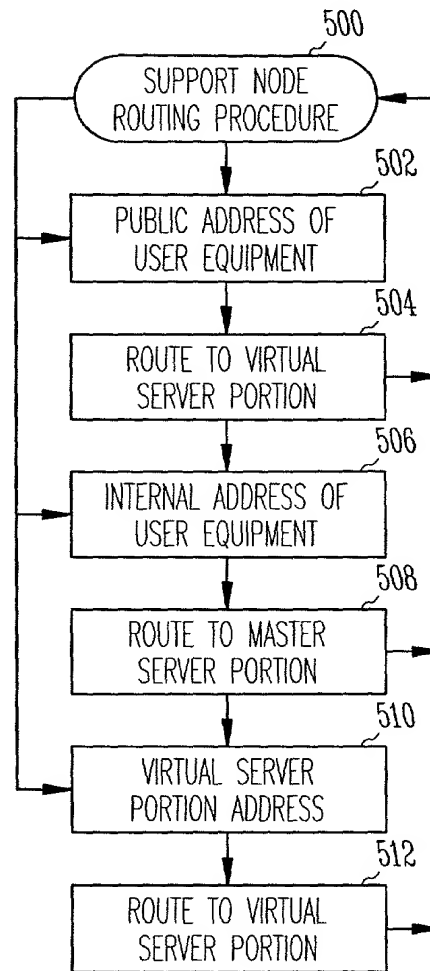 500
SUPPORT NODE
ROUTING PROCEDURE
502
PUBLIC ADDRESS OF
USER EQUIPMENT
504
ROUTE TO VIRTUAL
SERVER PORTION
506
INTERNAL ADDRESS OF
USER EQUIPMENT
508
ROUTE TO MASTER
SERVER PORTION
510
VIRTUAL SERVER
PORTION ADDRESS
512
ROUTE TO VIRTUAL
SERVER PORTION